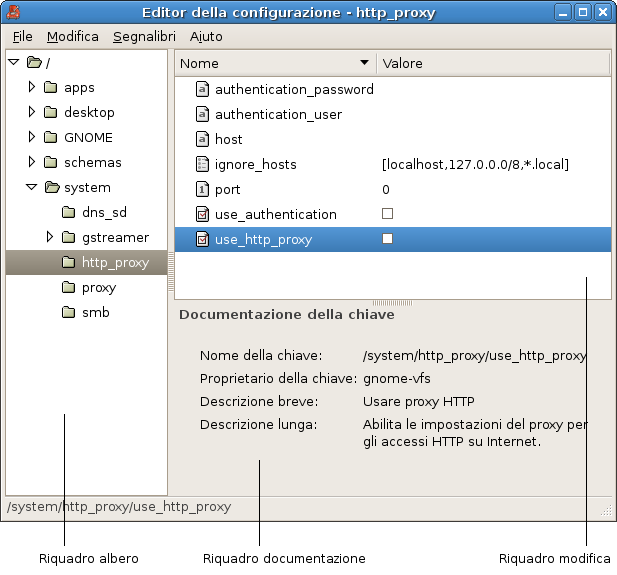 Editor della configurazione - http_proxy
File Modifica Segnalibri Aiuto
/
apps
desktop
GNOME
schemas
system
dns_sd
gstreamer
http_proxy
proxy
smb
Nome Valore
authentication_password
authentication_user
host
ignore_hosts [localhost,127.0.0.0/8,*.local]
port 0
use_authentication
use_http_proxy
Documentazione della chiave
Nome della chiave: /system/http_proxy/use_http_proxy
Proprietario della chiave: gnome-vfs
Descrizione breve: Usare proxy HTTP
Descrizione lunga: Abilita le impostazioni del proxy per
gli accessi HTTP su Internet.
/system/http_proxy/use_http_proxy
Riquadro albero Riquadro documentazione Riquadro modifica